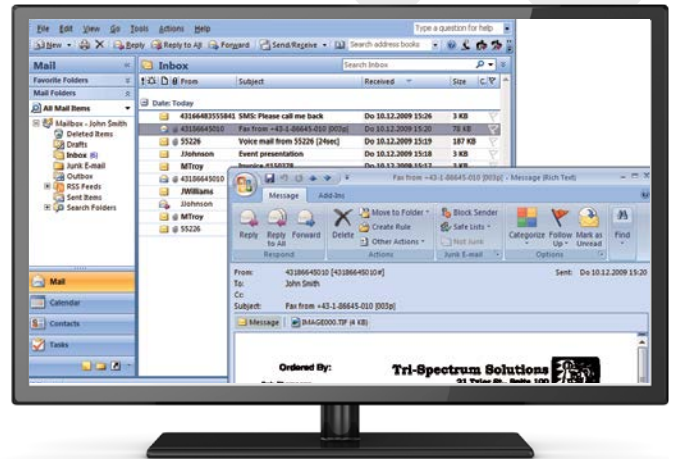 File Edit View Go Tools Actions Help Type a question for help
New Reply Reply to All Forward Send/Receive Search address books
Mail Inbox Search Inbox
Favorite Folders From Subject Received Size
Mail Folders
All Mail Items Date: Today
Mailbox - John Smith
Deleted Items
Drafts
Inbox (6)
Junk E-mail
Outbox
RSS Feeds
Sent Items
Search Folders
43166483555841 SMS: Please call me back Do 10.12.2009 15:26 3 KB
43186645010 Fax from +43-1-86645-010 [003p] Do 10.12.2009 15:20 78 KB
55226 Voice mail from 55226 [24sec] Do 10.12.2009 15:19 187 KB
JJohnson Event presentation Do 10.12.2009 15:18 3 KB
MTroy
43186645010
JWilliams
JJohnson
MTroy
55226
Mail
Calendar
Contacts
Tasks
Fax from +43-1-86645-010 [003p] - Message (Rich Text)
Message Add-Ins
Reply Reply to All Forward Delete Move to Folder Create Rule Other Actions Block Sender Safe Lists Not Junk Categorize Follow Up Mark as Unread Find
Respond Actions Junk E-mail Options
From: 43186645010 [43186645010#] Sent: Do 10.12.2009 15:20
To: John Smith
Cc:
Subject: Fax from +43-1-86645-010 [003p]
Message IMAGE000.TIF (4 KB)
Ordered By: Tri-Spectrum Solutions